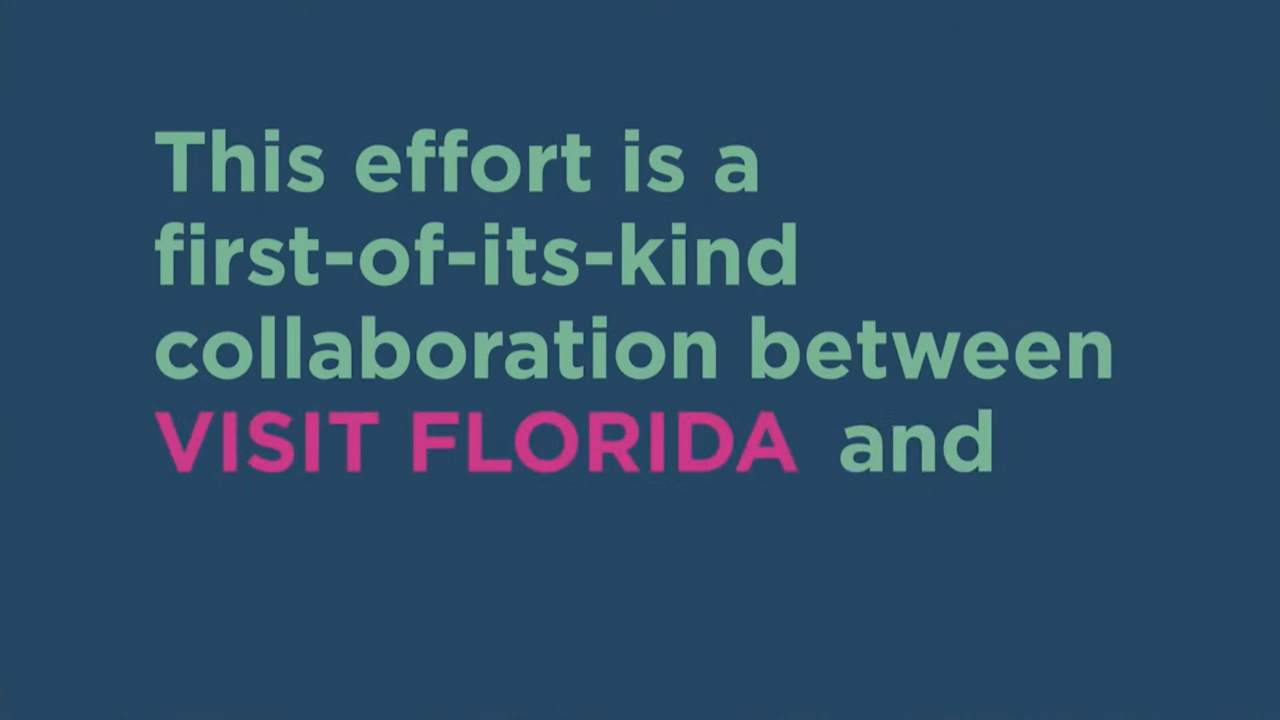 This effort is a
first-of-its-kind
collaboration between
VISIT FLORIDA and